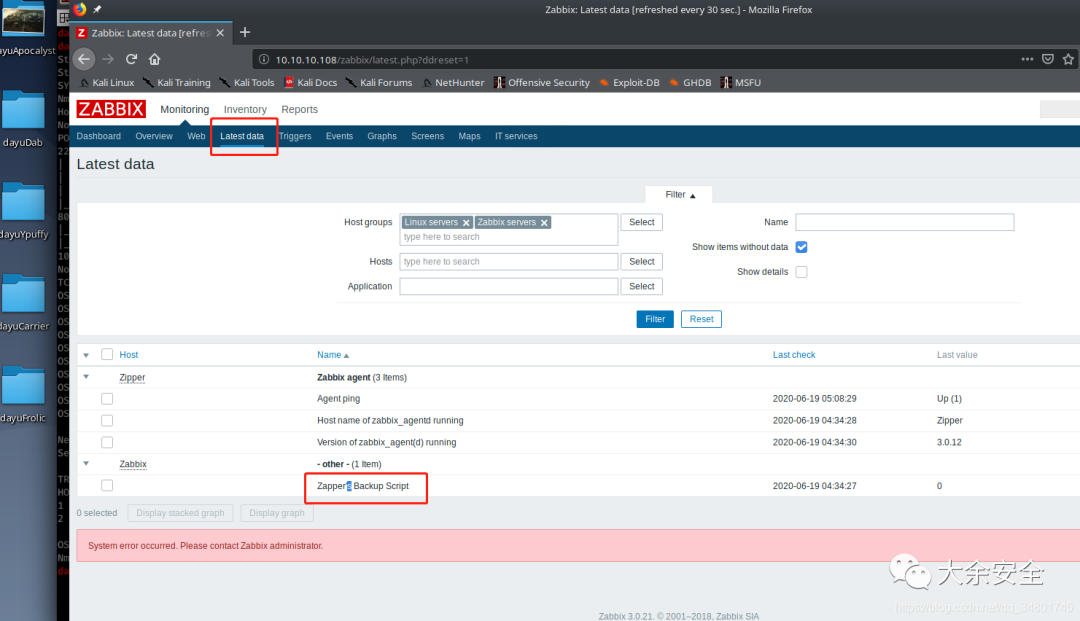 Zabbix: Latest data [refreshed every 30 sec.] - Mozilla Firefox
Zabbix: Latest data [refres
10.10.10.108/zabbix/latest.php?ddreset=1
Kali Linux Kali Training Kali Tools Kali Docs Kali Forums NetHunter Offensive Security Exploit-DB GHDB MSFU
ZABBIX Monitoring Inventory Reports
Dashboard Overview Web Latest data Triggers Events Graphs Screens Maps IT services
Latest data
Filter
Host groups Linux servers Zabbix servers Select Name
type here to search
Show items without data
Hosts type here to search Select
Show details
Application Select
Filter Reset
Host Name Last check Last value
Zipper Zabbix agent (3 Items)
Agent ping 2020-06-19 05:08:29 Up (1)
Host name of zabbix_agentd running 2020-06-19 04:34:28 Zipper
Version of zabbix_agent(d) running 2020-06-19 04:34:30 3.0.12
Zabbix - other - (1 Item)
Zapper's Backup Script 2020-06-19 04:34:27 0
0 selected Display stacked graph Display graph
System error occurred. Please contact Zabbix administrator.
Zabbix 3.0.21. © 2001–2018, Zabbix SIA
ayuApocalyst
dayuDab
dayuYpuffy
dayuCarrier
dayuFrolic
大余安全
https://blog.csdn.net/qq_34801745